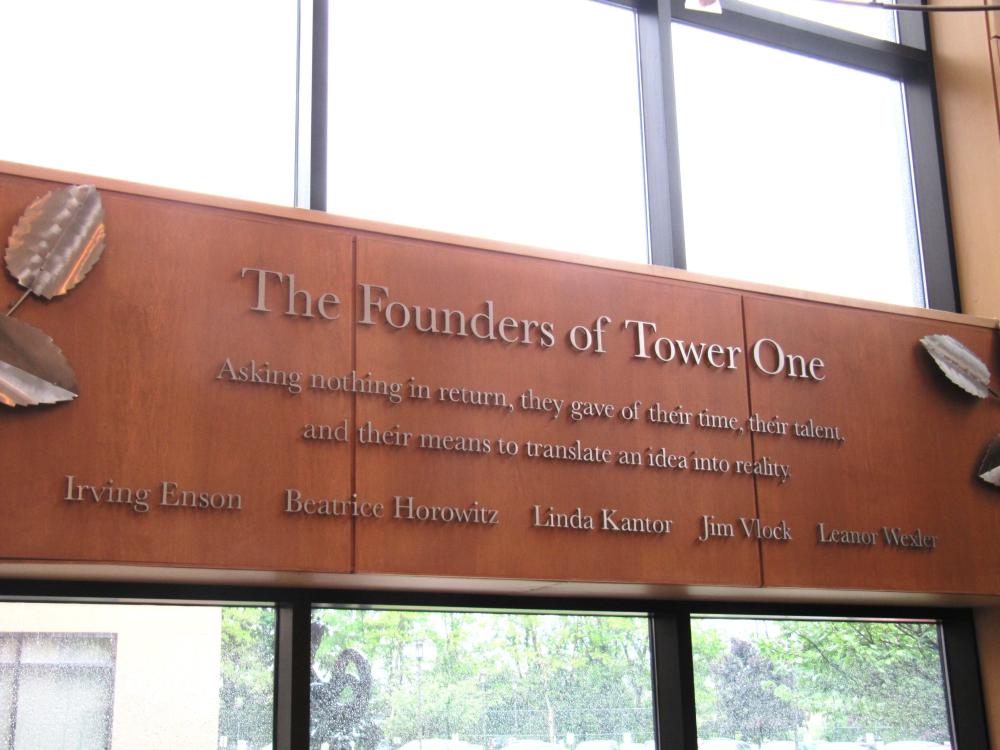 The Founders of Tower One
Asking nothing in return, they gave of their time, their talent,
and their means to translate an idea into reality.
Irving Enson Beatrice Horowitz Linda Kantor Jim Vlock Leanor Wexler